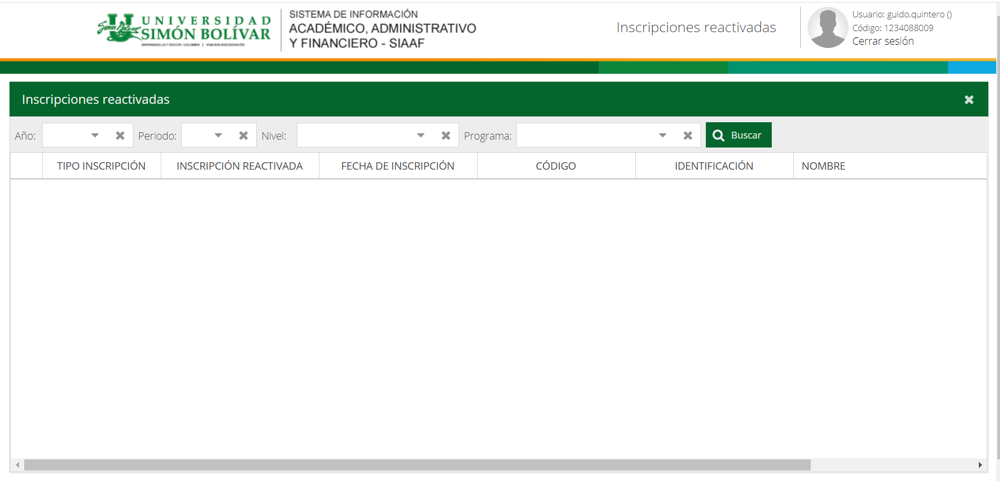 UNIVERSIDAD
SIMÓN BOLÍVAR
BARRANQUILLA Y CÚCUTA - COLOMBIA | VIGILADA MINEDUCACIÓN
SISTEMA DE INFORMACIÓN
ACADÉMICO, ADMINISTRATIVO
Y FINANCIERO - SIAAF
Inscripciones reactivadas
Usuario: guido.quintero ()
Código: 1234088009
Cerrar sesión
Inscripciones reactivadas
Año: Periodo: Nivel: Programa: Buscar
TIPO INSCRIPCIÓN INSCRIPCIÓN REACTIVADA FECHA DE INSCRIPCIÓN CÓDIGO IDENTIFICACIÓN NOMBRE